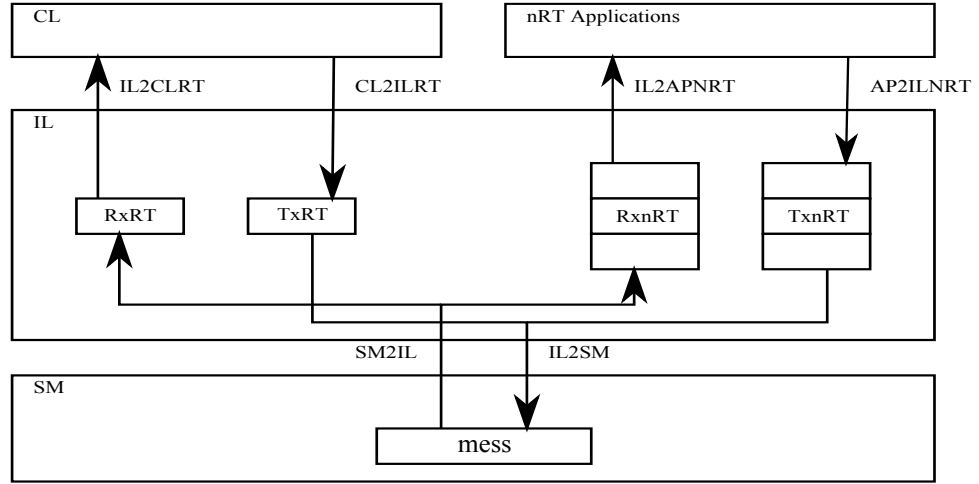 CL
nRT Applications
IL2CLRT
CL2ILRT
IL2APNRT
AP2ILNRT
IL
RxRT
TxRT
RxnRT
TxnRT
SM2IL
IL2SM
SM
mess